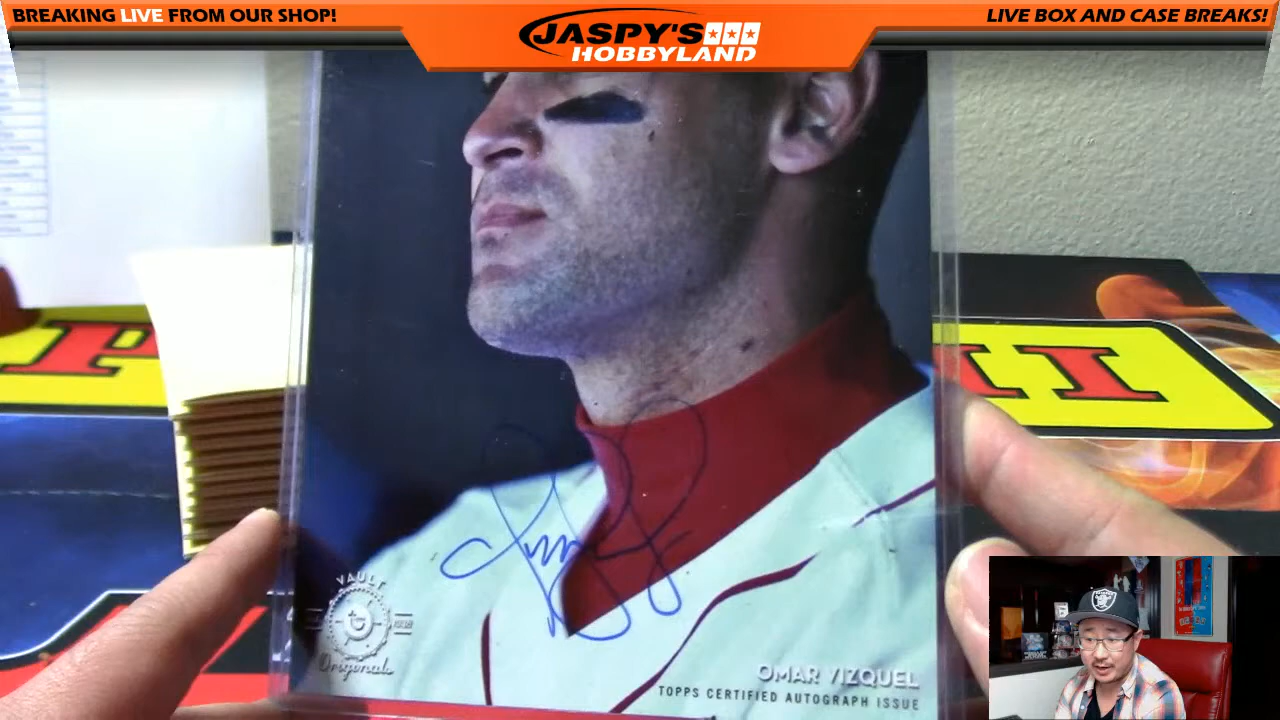 BREAKING LIVE FROM OUR SHOP!
JASPY'S
HOBBYLAND
LIVE BOX AND CASE BREAKS!
P
II
VAULT
Originals
OMAR VIZQUEL
TOPPS CERTIFIED AUTOGRAPH ISSUE